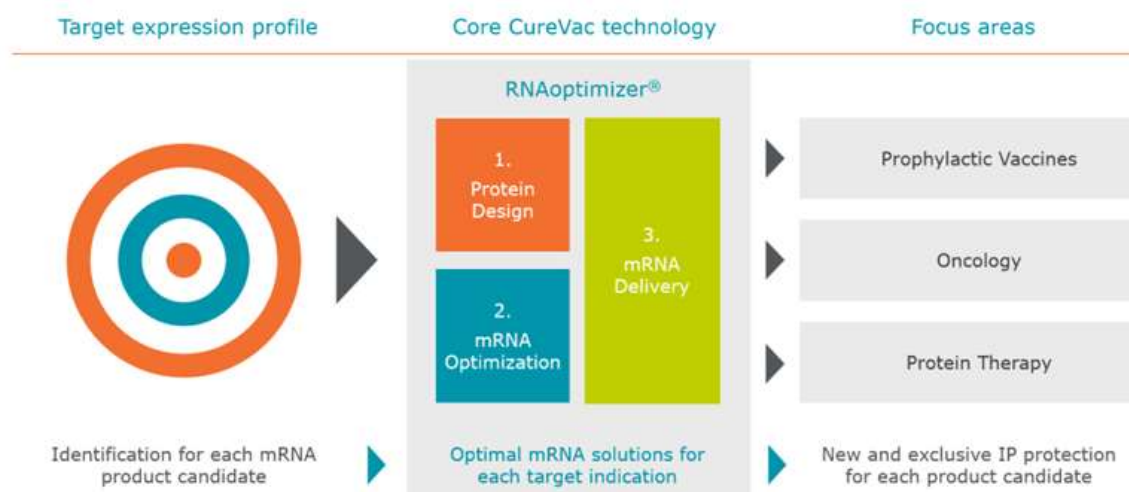 Target expression profile
Core CureVac technology
Focus areas
RNAoptimizer®
1.
Protein
Design
2.
mRNA
Optimization
3.
mRNA
Delivery
Prophylactic Vaccines
Oncology
Protein Therapy
Identification for each mRNA
product candidate
Optimal mRNA solutions for
each target indication
New and exclusive IP protection
for each product candidate